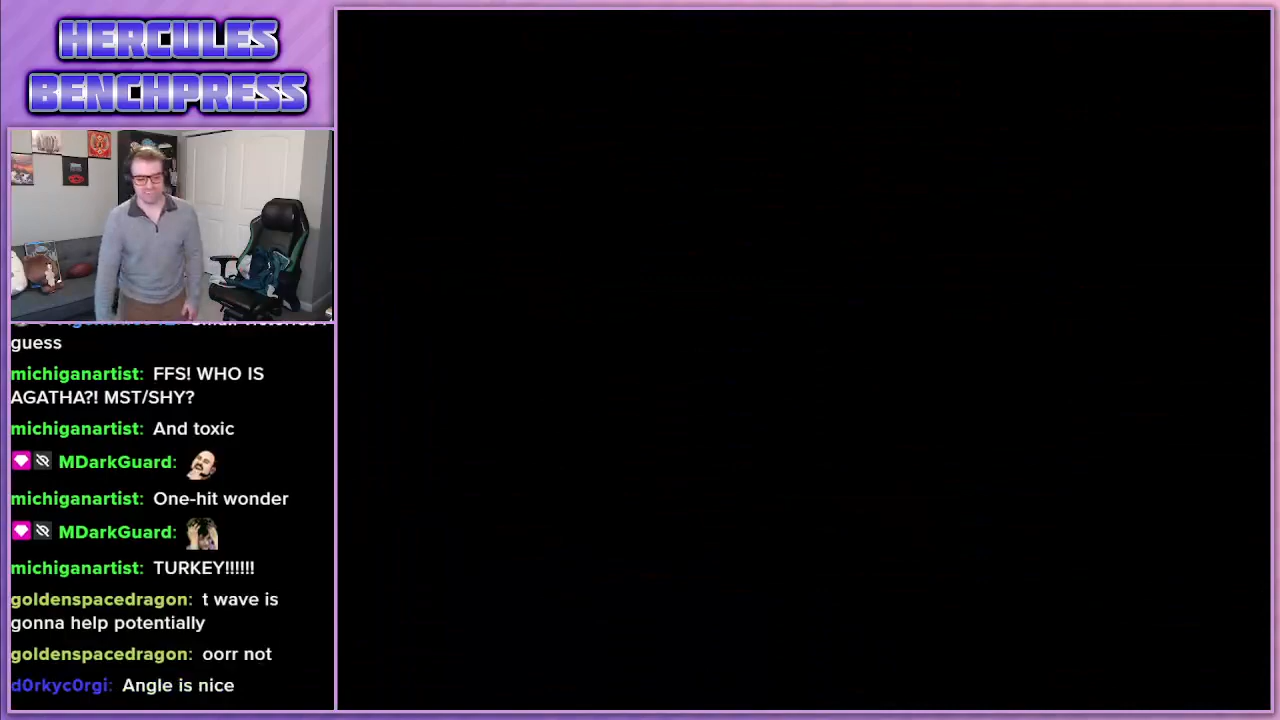 HERCULES
BENCHPRESS
guess
michiganartist: FFS! WHO IS
AGATHA?! MST/SHY?
michiganartist: And toxic
MDarkGuard:
michiganartist: One-hit wonder
MDarkGuard:
michiganartist: TURKEY!!!!!!
goldenspacedragon: t wave is
gonna help potentially
goldenspacedragon: oorr not
d0rkyc0rgi: Angle is nice